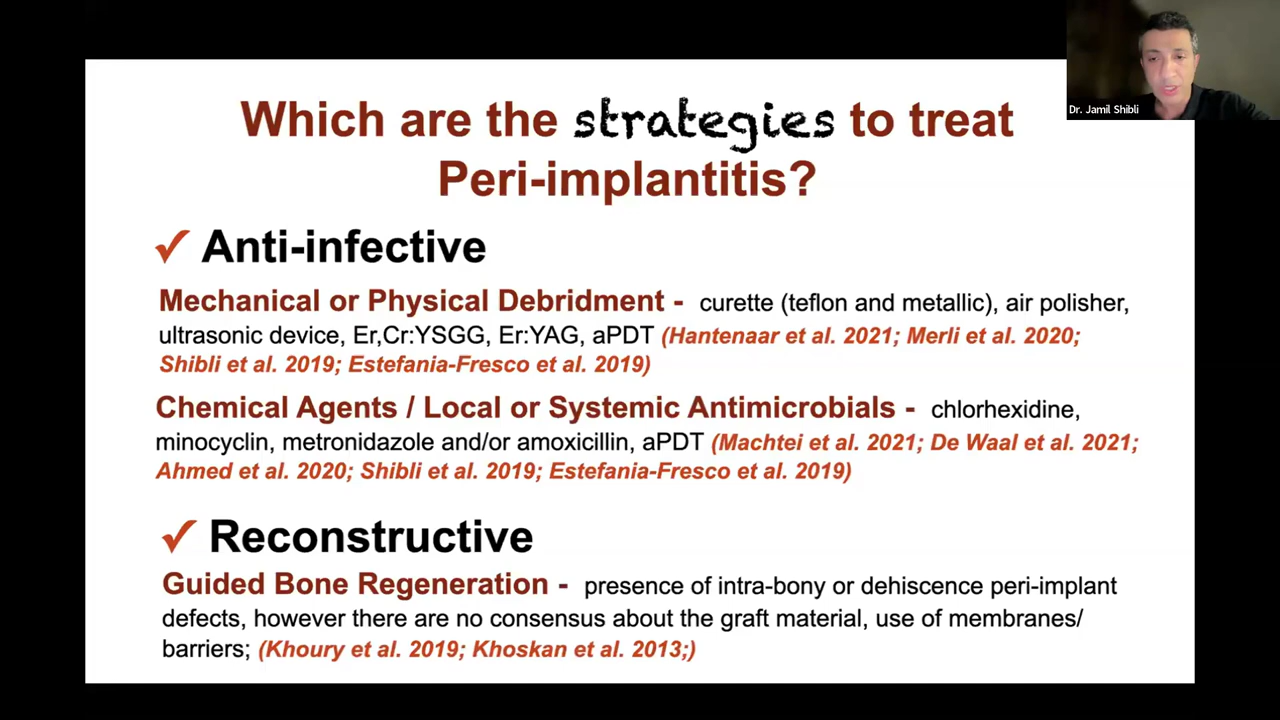 Dr. Jamil Shibli
Which are the strategies to treat
Peri-implantitis?
✓ Anti-infective
Mechanical or Physical Debridment - curette (teflon and metallic), air polisher,
ultrasonic device, Er,Cr:YSGG, Er:YAG, aPDT (Hantenaar et al. 2021; Merli et al. 2020;
Shibli et al. 2019; Estefania-Fresco et al. 2019)
Chemical Agents / Local or Systemic Antimicrobials - chlorhexidine,
minocyclin, metronidazole and/or amoxicillin, aPDT (Machtei et al. 2021; De Waal et al. 2021;
Ahmed et al. 2020; Shibli et al. 2019; Estefania-Fresco et al. 2019)
✓ Reconstructive
Guided Bone Regeneration - presence of intra-bony or dehiscence peri-implant
defects, however there are no consensus about the graft material, use of membranes/
barriers; (Khoury et al. 2019; Khoskan et al. 2013;)